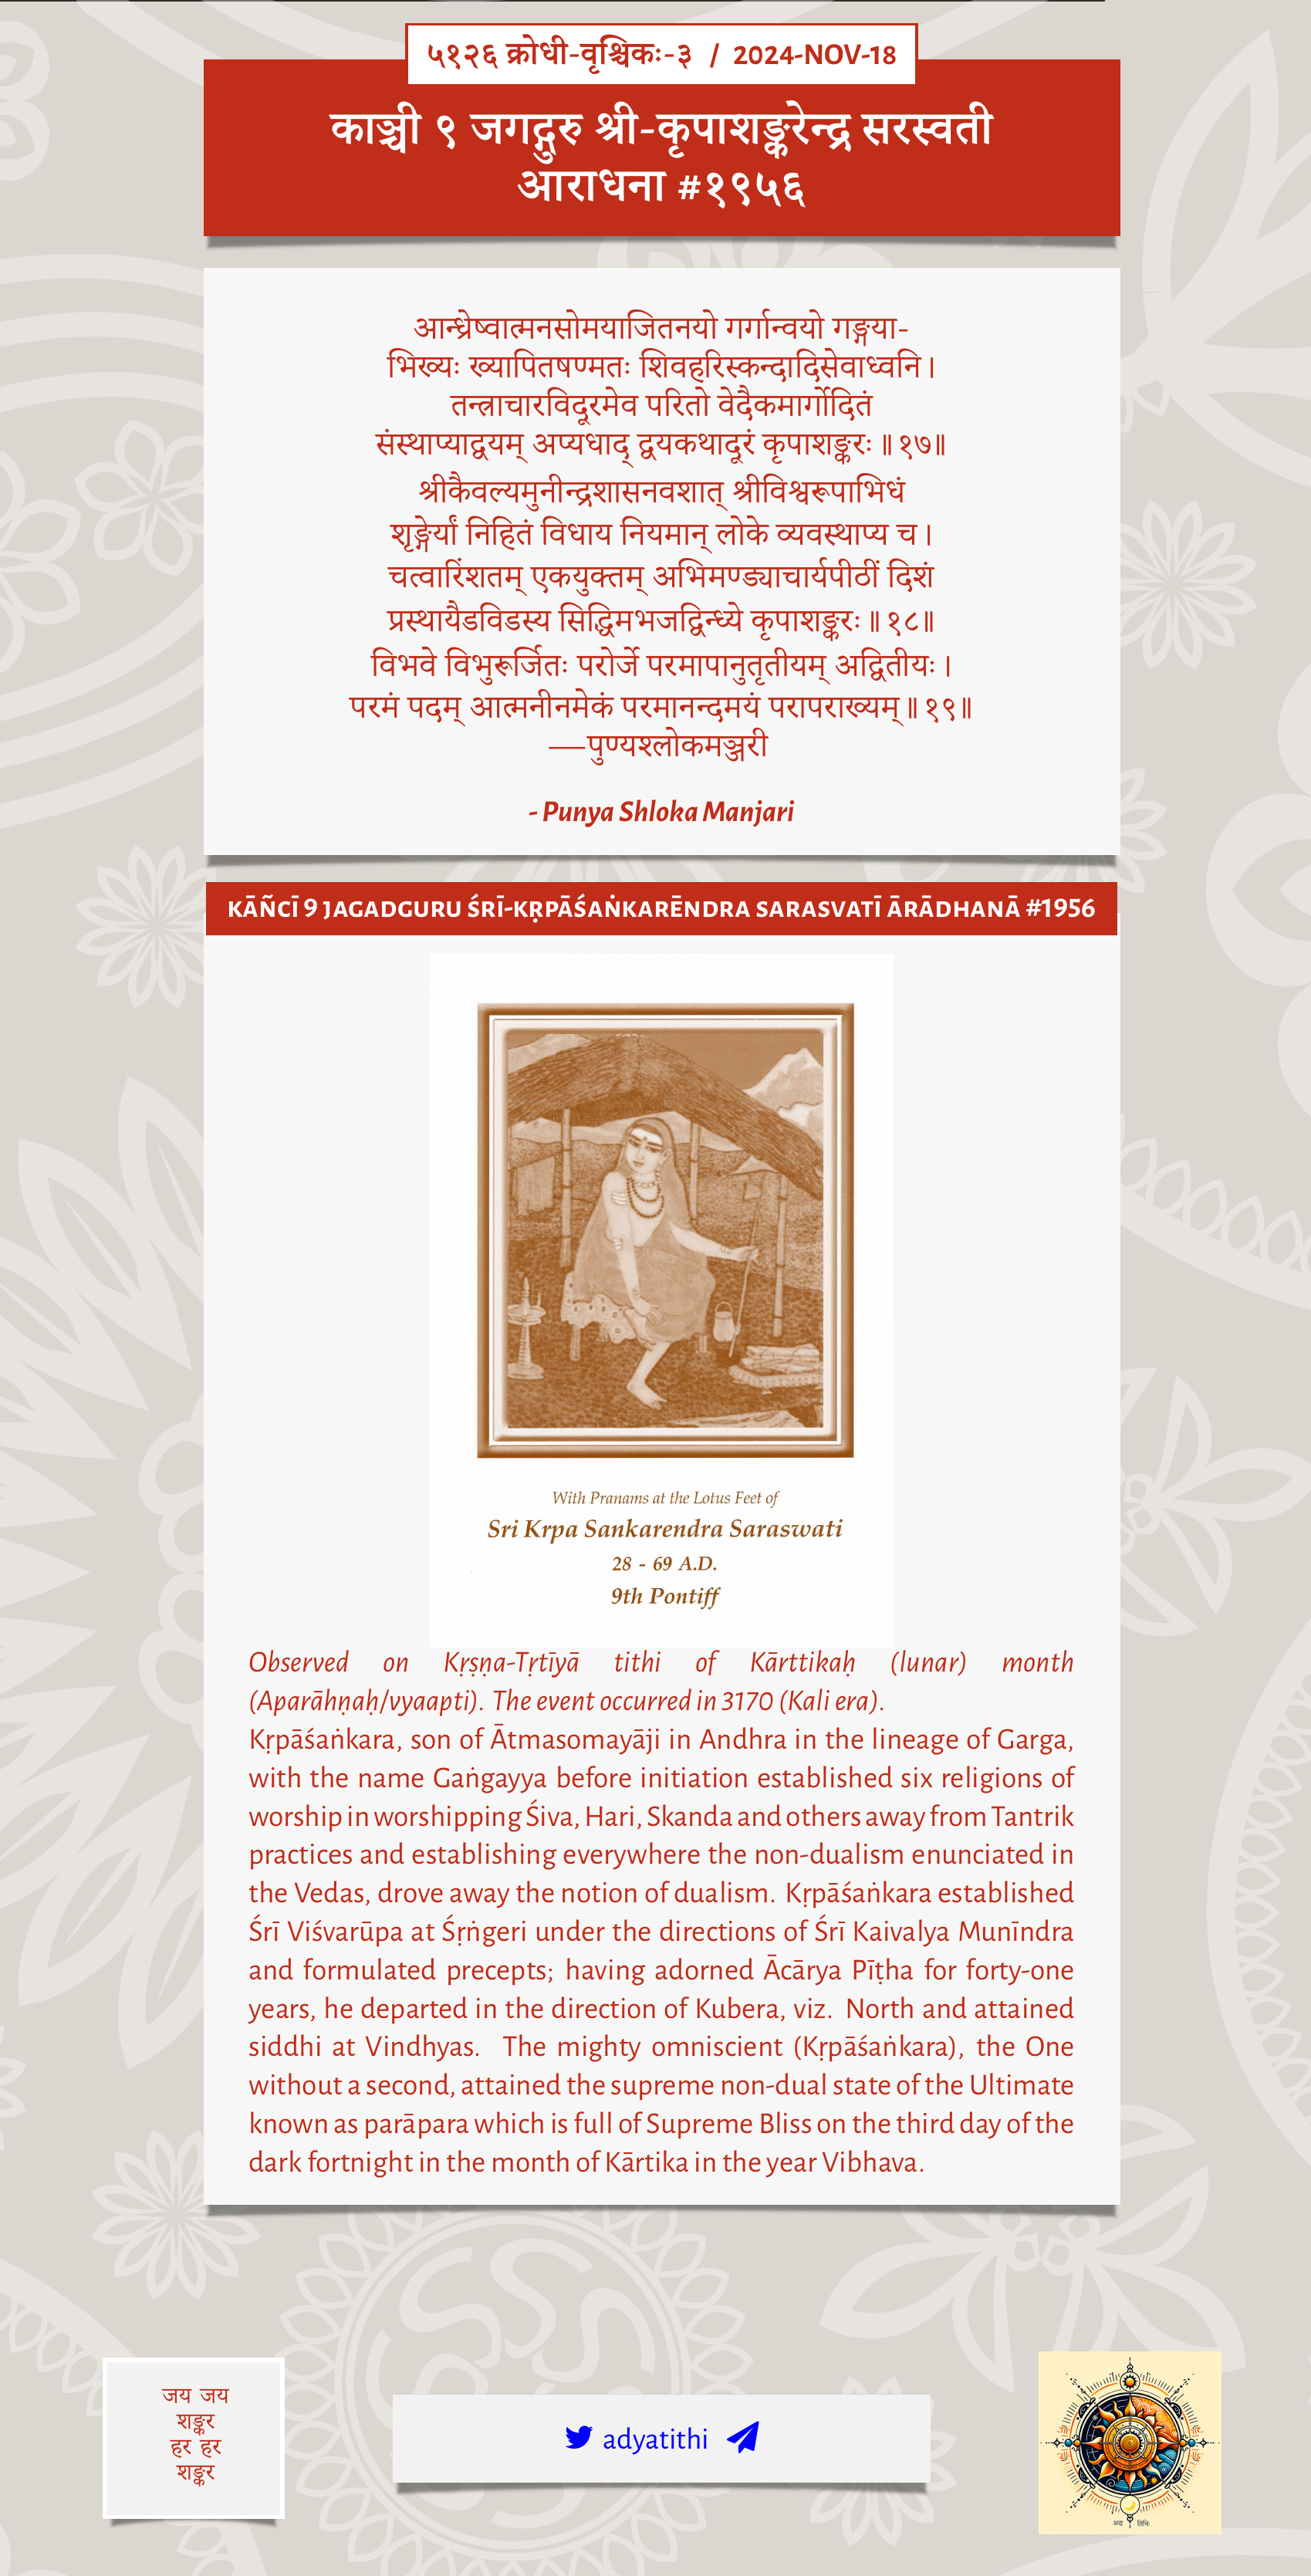 ५१२६ क्रोधी-वृश्चिकः-३ / 2024-NOV-18
काञ्ची ९ जगद्गुरु श्री-कृपाशङ्करेन्द्र सरस्वती
आराधना #१९५६
आन्ध्रेष्वात्मनसोमयाजितनयो गर्गान्वयो गङ्गया-
भिख्यः ख्यापितषण्मतः शिवहरिस्कन्दादिसेवाध्वनि।
तन्त्राचारविदूरमेव परितो वेदैकमार्गोदितं
संस्थाप्याद्वयम् अप्यधाद् द्वयकथादूरं कृपाशङ्करः॥१७॥
श्रीकैवल्यमुनीन्द्रशासनवशात् श्रीविश्वरूपाभिधं
शृङ्गेर्यां निहितं विधाय नियमान् लोके व्यवस्थाप्य च।
चत्वारिंशतम् एकयुक्तम् अभिमण्ड्याचार्यपीठीं दिशं
प्रस्थायैडविडस्य सिद्धिमभजद्विन्ध्ये कृपाशङ्करः॥१८॥
विभवे विभुरूर्जितः परोर्जे परमापानुतृतीयम् अद्वितीयः।
परमं पदम् आत्मनीनमेकं परमानन्दमयं परापराख्यम्॥१९॥
—पुण्यश्लोकमञ्जरी
- Punya Shloka Manjari
KĀÑCĪ 9 JAGADGURU ŚRĪ-KṚPĀŚAṄKARĒNDRA SARASVATĪ ĀRĀDHANĀ #1956
With Pranams at the Lotus Feet of
Sri Krpa Sankarendra Saraswati
28 - 69 A.D.
9th Pontiff
Observed on Kṛṣṇa-Tṛtīyā tithi of Kārttikaḥ (lunar) month
(Aparāhṇaḥ/vyaapti). The event occurred in 3170 (Kali era).
Kṛpāśaṅkara, son of Ātmasomayāji in Andhra in the lineage of Garga,
with the name Gaṅgayya before initiation established six religions of
worship in worshipping Śiva, Hari, Skanda and others away from Tantrik
practices and establishing everywhere the non-dualism enunciated in
the Vedas, drove away the notion of dualism. Kṛpāśaṅkara established
Śrī Viśvarūpa at Śṛṅgeri under the directions of Śrī Kaivalya Munīndra
and formulated precepts; having adorned Ācārya Pīṭha for forty-one
years, he departed in the direction of Kubera, viz. North and attained
siddhi at Vindhyas. The mighty omniscient (Kṛpāśaṅkara), the One
without a second, attained the supreme non-dual state of the Ultimate
known as parāpara which is full of Supreme Bliss on the third day of the
dark fortnight in the month of Kārtika in the year Vibhava.
जय जय
शङ्कर
हर हर
शङ्कर
adyatithi
अद्य तिथिः